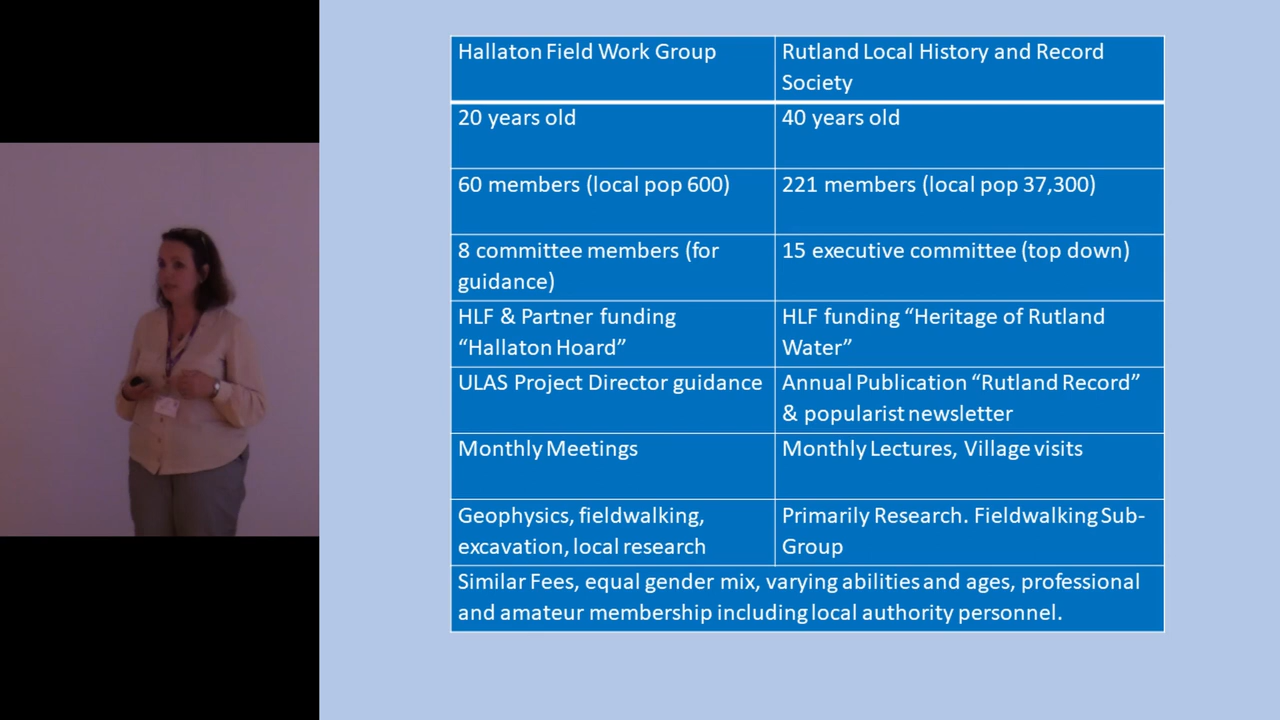 Hallaton Field Work Group
Rutland Local History and Record
Society
20 years old
40 years old
60 members (local pop 600)
221 members (local pop 37,300)
8 committee members (for
guidance)
15 executive committee (top down)
HLF & Partner funding
“Hallaton Hoard”
HLF funding “Heritage of Rutland
Water”
ULAS Project Director guidance
Annual Publication “Rutland Record”
& popularist newsletter
Monthly Meetings
Monthly Lectures, Village visits
Geophysics, fieldwalking,
excavation, local research
Primarily Research. Fieldwalking Sub-
Group
Similar Fees, equal gender mix, varying abilities and ages, professional
and amateur membership including local authority personnel.